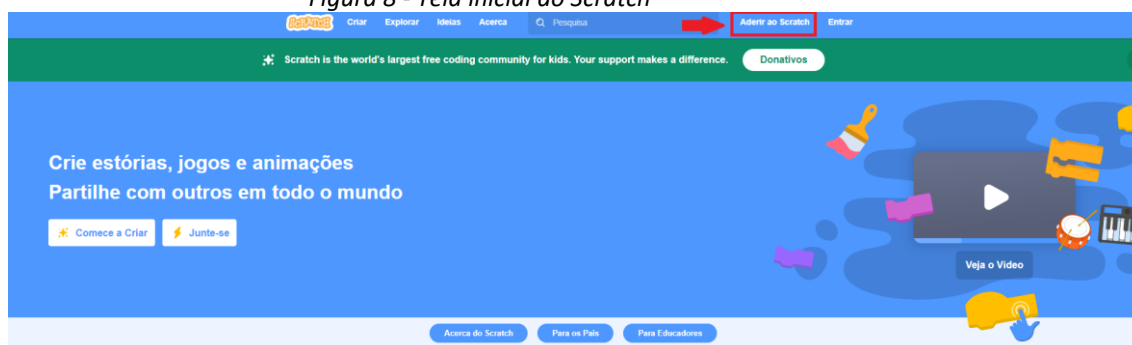 Figura 8 - Tela inicial do Scratch
SCRATCH Criar Explorar Ideias Acerca Pesquisa Aderir ao Scratch Entrar
Scratch is the world's largest free coding community for kids. Your support makes a difference. Donativos
Crie estórias, jogos e animações
Partilhe com outros em todo o mundo
Comece a Criar Junte-se
Veja o Video
Acerca do Scratch Para os Pais Para Educadores